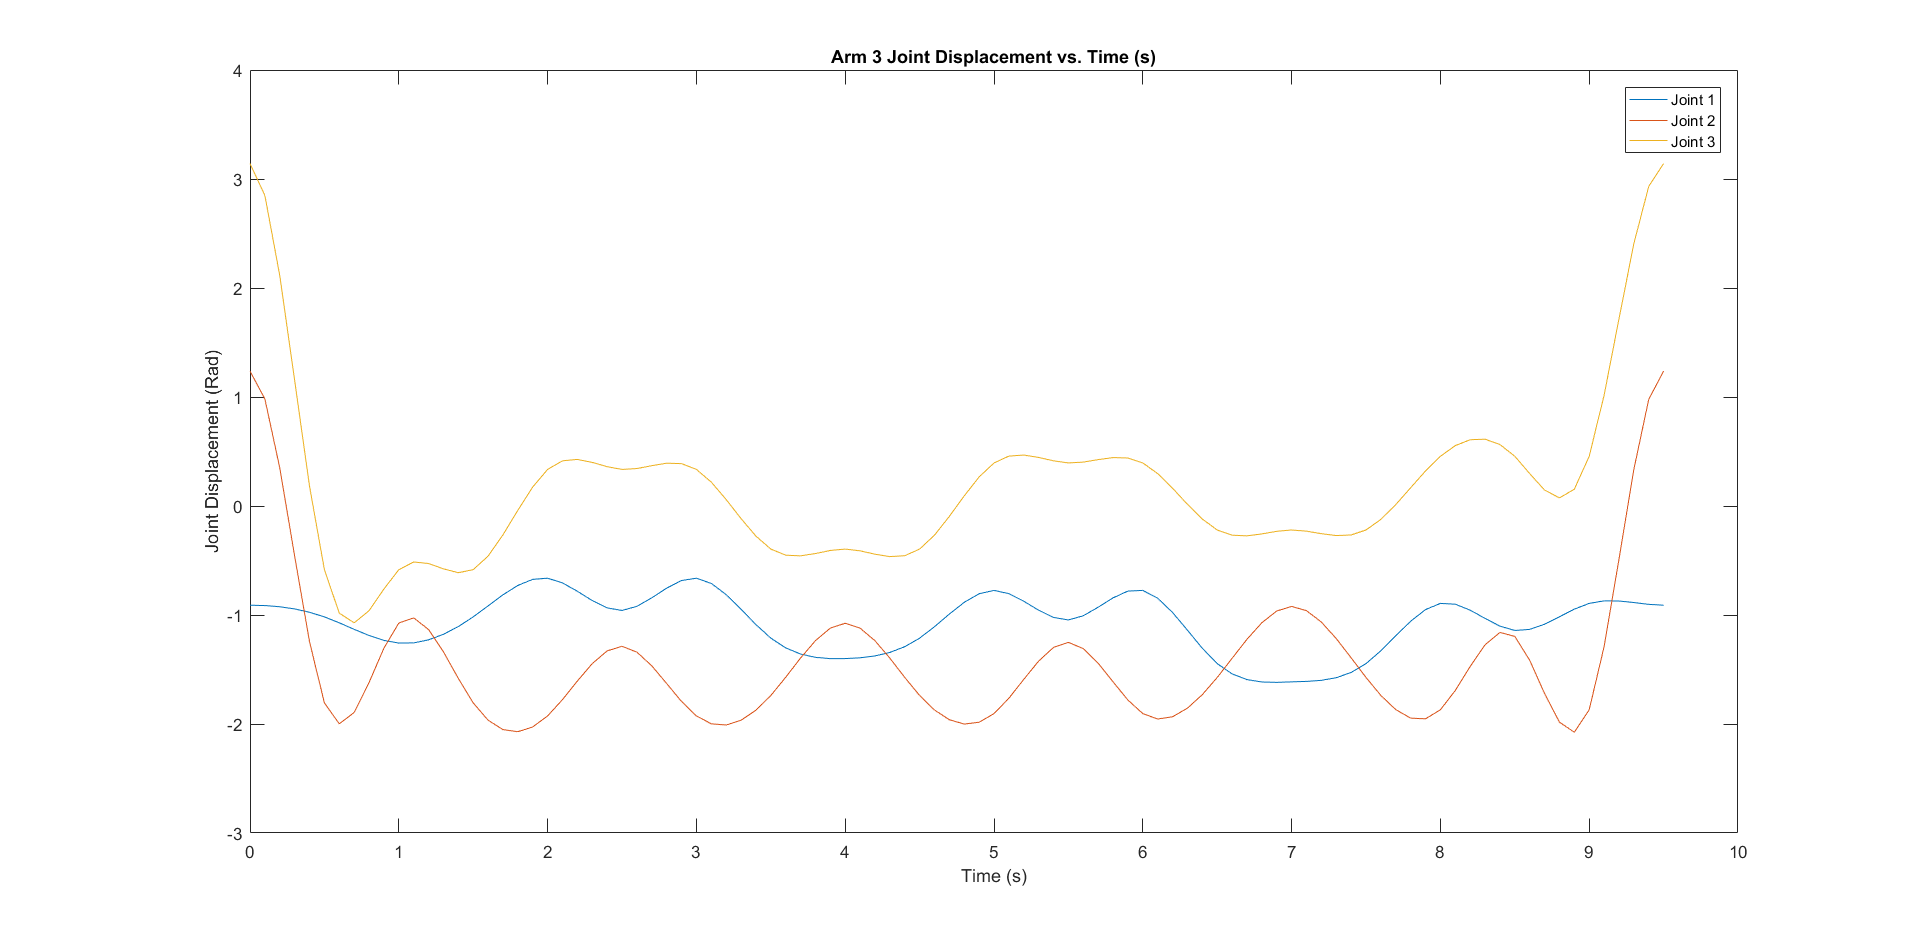 Arm 3 Joint Displacement vs. Time (s)
Joint 1
Joint 2
Joint 3
Joint Displacement (Rad)
4
3
2
1
0
-1
-2
-3
0 1 2 3 4 5 6 7 8 9 10
Time (s)